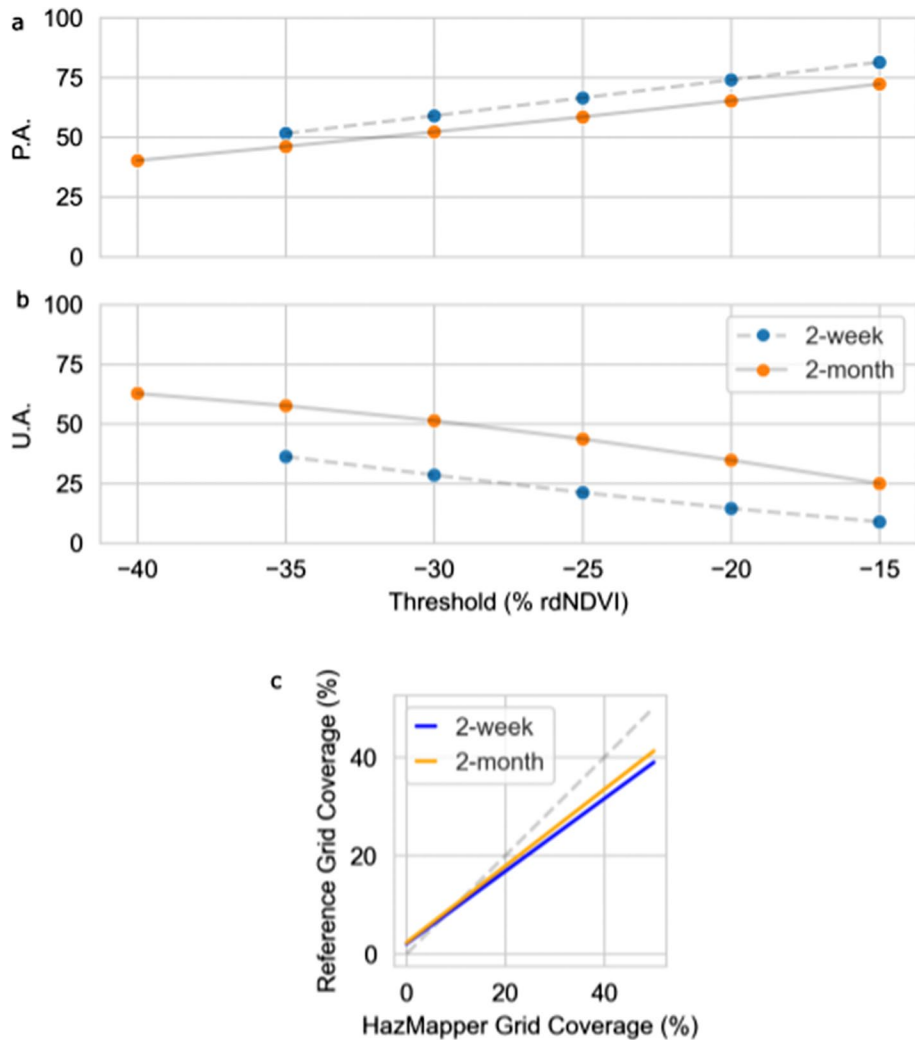 a
100
75
50
25
0
P.A.
b
100
75
50
25
0
U.A.
2-week
2-month
−40 −35 −30 −25 −20 −15
Threshold (% rdNDVI)
c
Reference Grid Coverage (%)
2-week
2-month
40
20
0
0 20 40
HazMapper Grid Coverage (%)